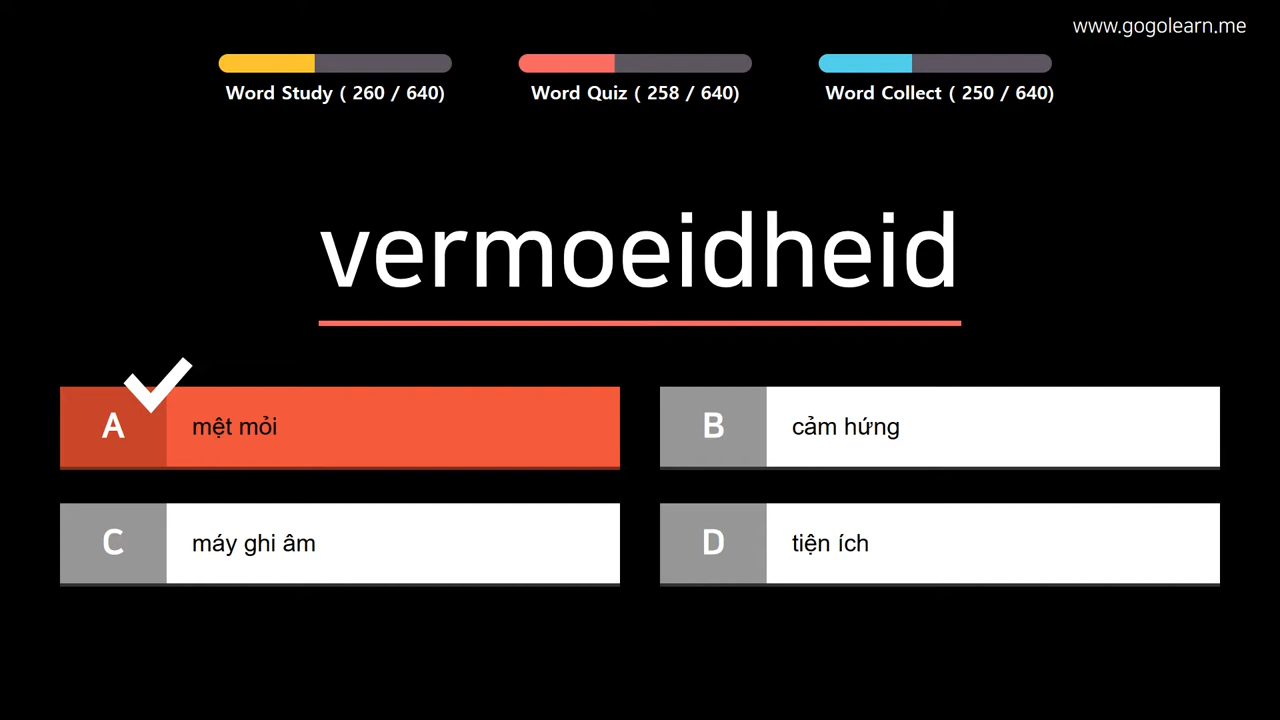 www.gogolearn.me
Word Study ( 260 / 640)
Word Quiz ( 258 / 640)
Word Collect ( 250 / 640)
vermoeidheid
A mệt mỏi
B cảm hứng
C máy ghi âm
D tiện ích